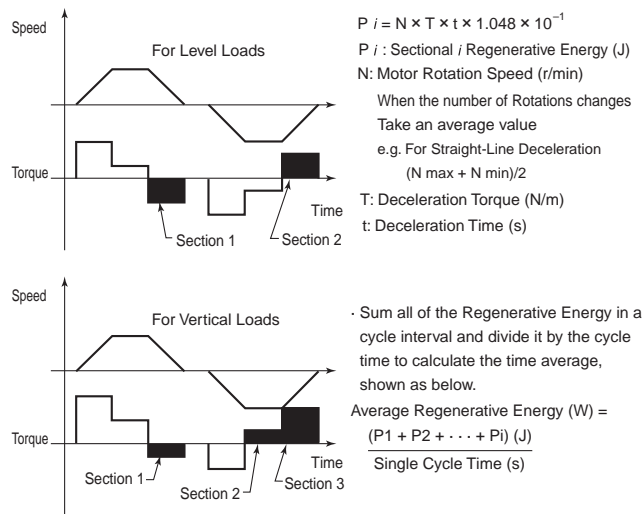 Speed
For Level Loads
Torque
Time
Section 1
Section 2
P i = N × T × t × 1.048 × 10⁻¹
P i : Sectional i Regenerative Energy (J)
N: Motor Rotation Speed (r/min)
When the number of Rotations changes
Take an average value
e.g. For Straight-Line Deceleration
(N max + N min)/2
T: Deceleration Torque (N/m)
t: Deceleration Time (s)
Speed
For Vertical Loads
Torque
Time
Section 1
Section 2
Section 3
· Sum all of the Regenerative Energy in a
cycle interval and divide it by the cycle
time to calculate the time average,
shown as below.
Average Regenerative Energy (W) =
(P1 + P2 + · · · + Pi) (J)
Single Cycle Time (s)